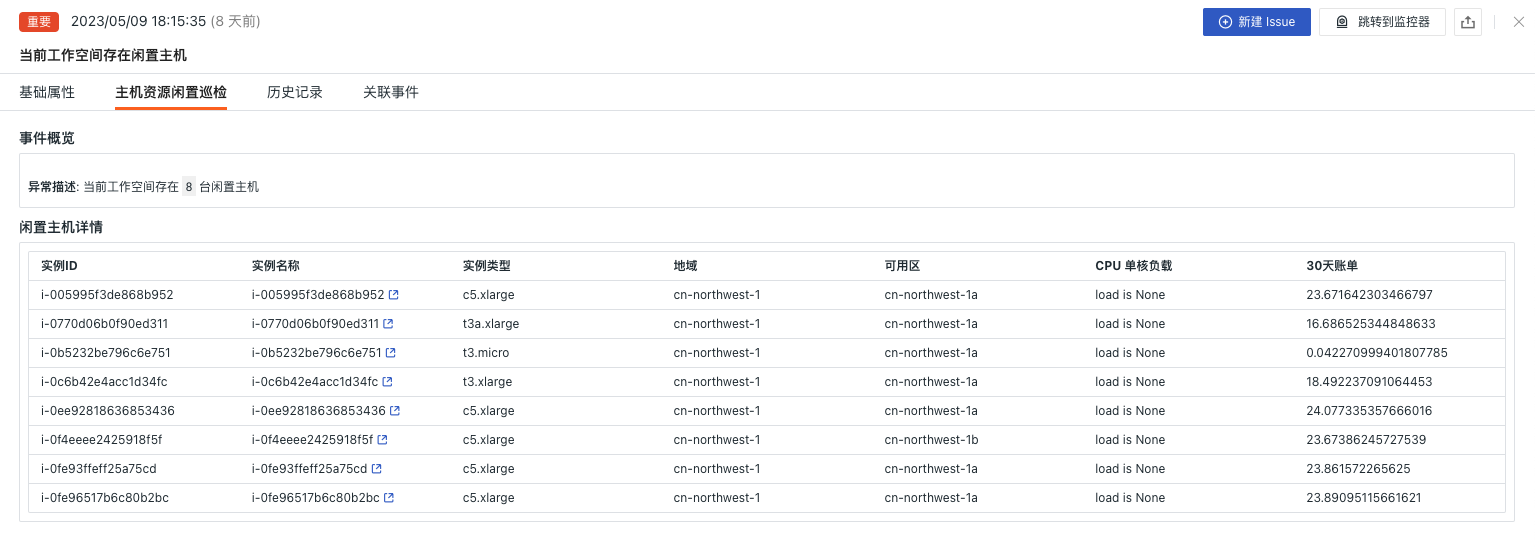 重要 2023/05/09 18:15:35 (8 天前) 新建 Issue 跳转到监控器
当前工作空间存在闲置主机
基础属性 主机资源闲置巡检 历史记录 关联事件
事件概览
异常描述: 当前工作空间存在 8 台闲置主机
闲置主机详情
实例ID 实例名称 实例类型 地域 可用区 CPU 单核负载 30天账单
i-005995f3de868b952 i-005995f3de868b952 c5.xlarge cn-northwest-1 cn-northwest-1a load is None 23.671642303466797
i-0770d06b0f90ed311 i-0770d06b0f90ed311 t3a.xlarge cn-northwest-1 cn-northwest-1a load is None 16.686525344848633
i-0b5232be796c6e751 i-0b5232be796c6e751 t3.micro cn-northwest-1 cn-northwest-1a load is None 0.042270999401807785
i-0c6b42e4acc1d34fc i-0c6b42e4acc1d34fc t3.xlarge cn-northwest-1 cn-northwest-1a load is None 18.492237091064453
i-0ee92818636853436 i-0ee92818636853436 c5.xlarge cn-northwest-1 cn-northwest-1a load is None 24.077335357666016
i-0f4eeee2425918f5f i-0f4eeee2425918f5f c5.xlarge cn-northwest-1 cn-northwest-1b load is None 23.67386245727539
i-0fe93ffeff25a75cd i-0fe93ffeff25a75cd c5.xlarge cn-northwest-1 cn-northwest-1a load is None 23.861572265625
i-0fe96517b6c80b2bc i-0fe96517b6c80b2bc c5.xlarge cn-northwest-1 cn-northwest-1a load is None 23.89095115661621